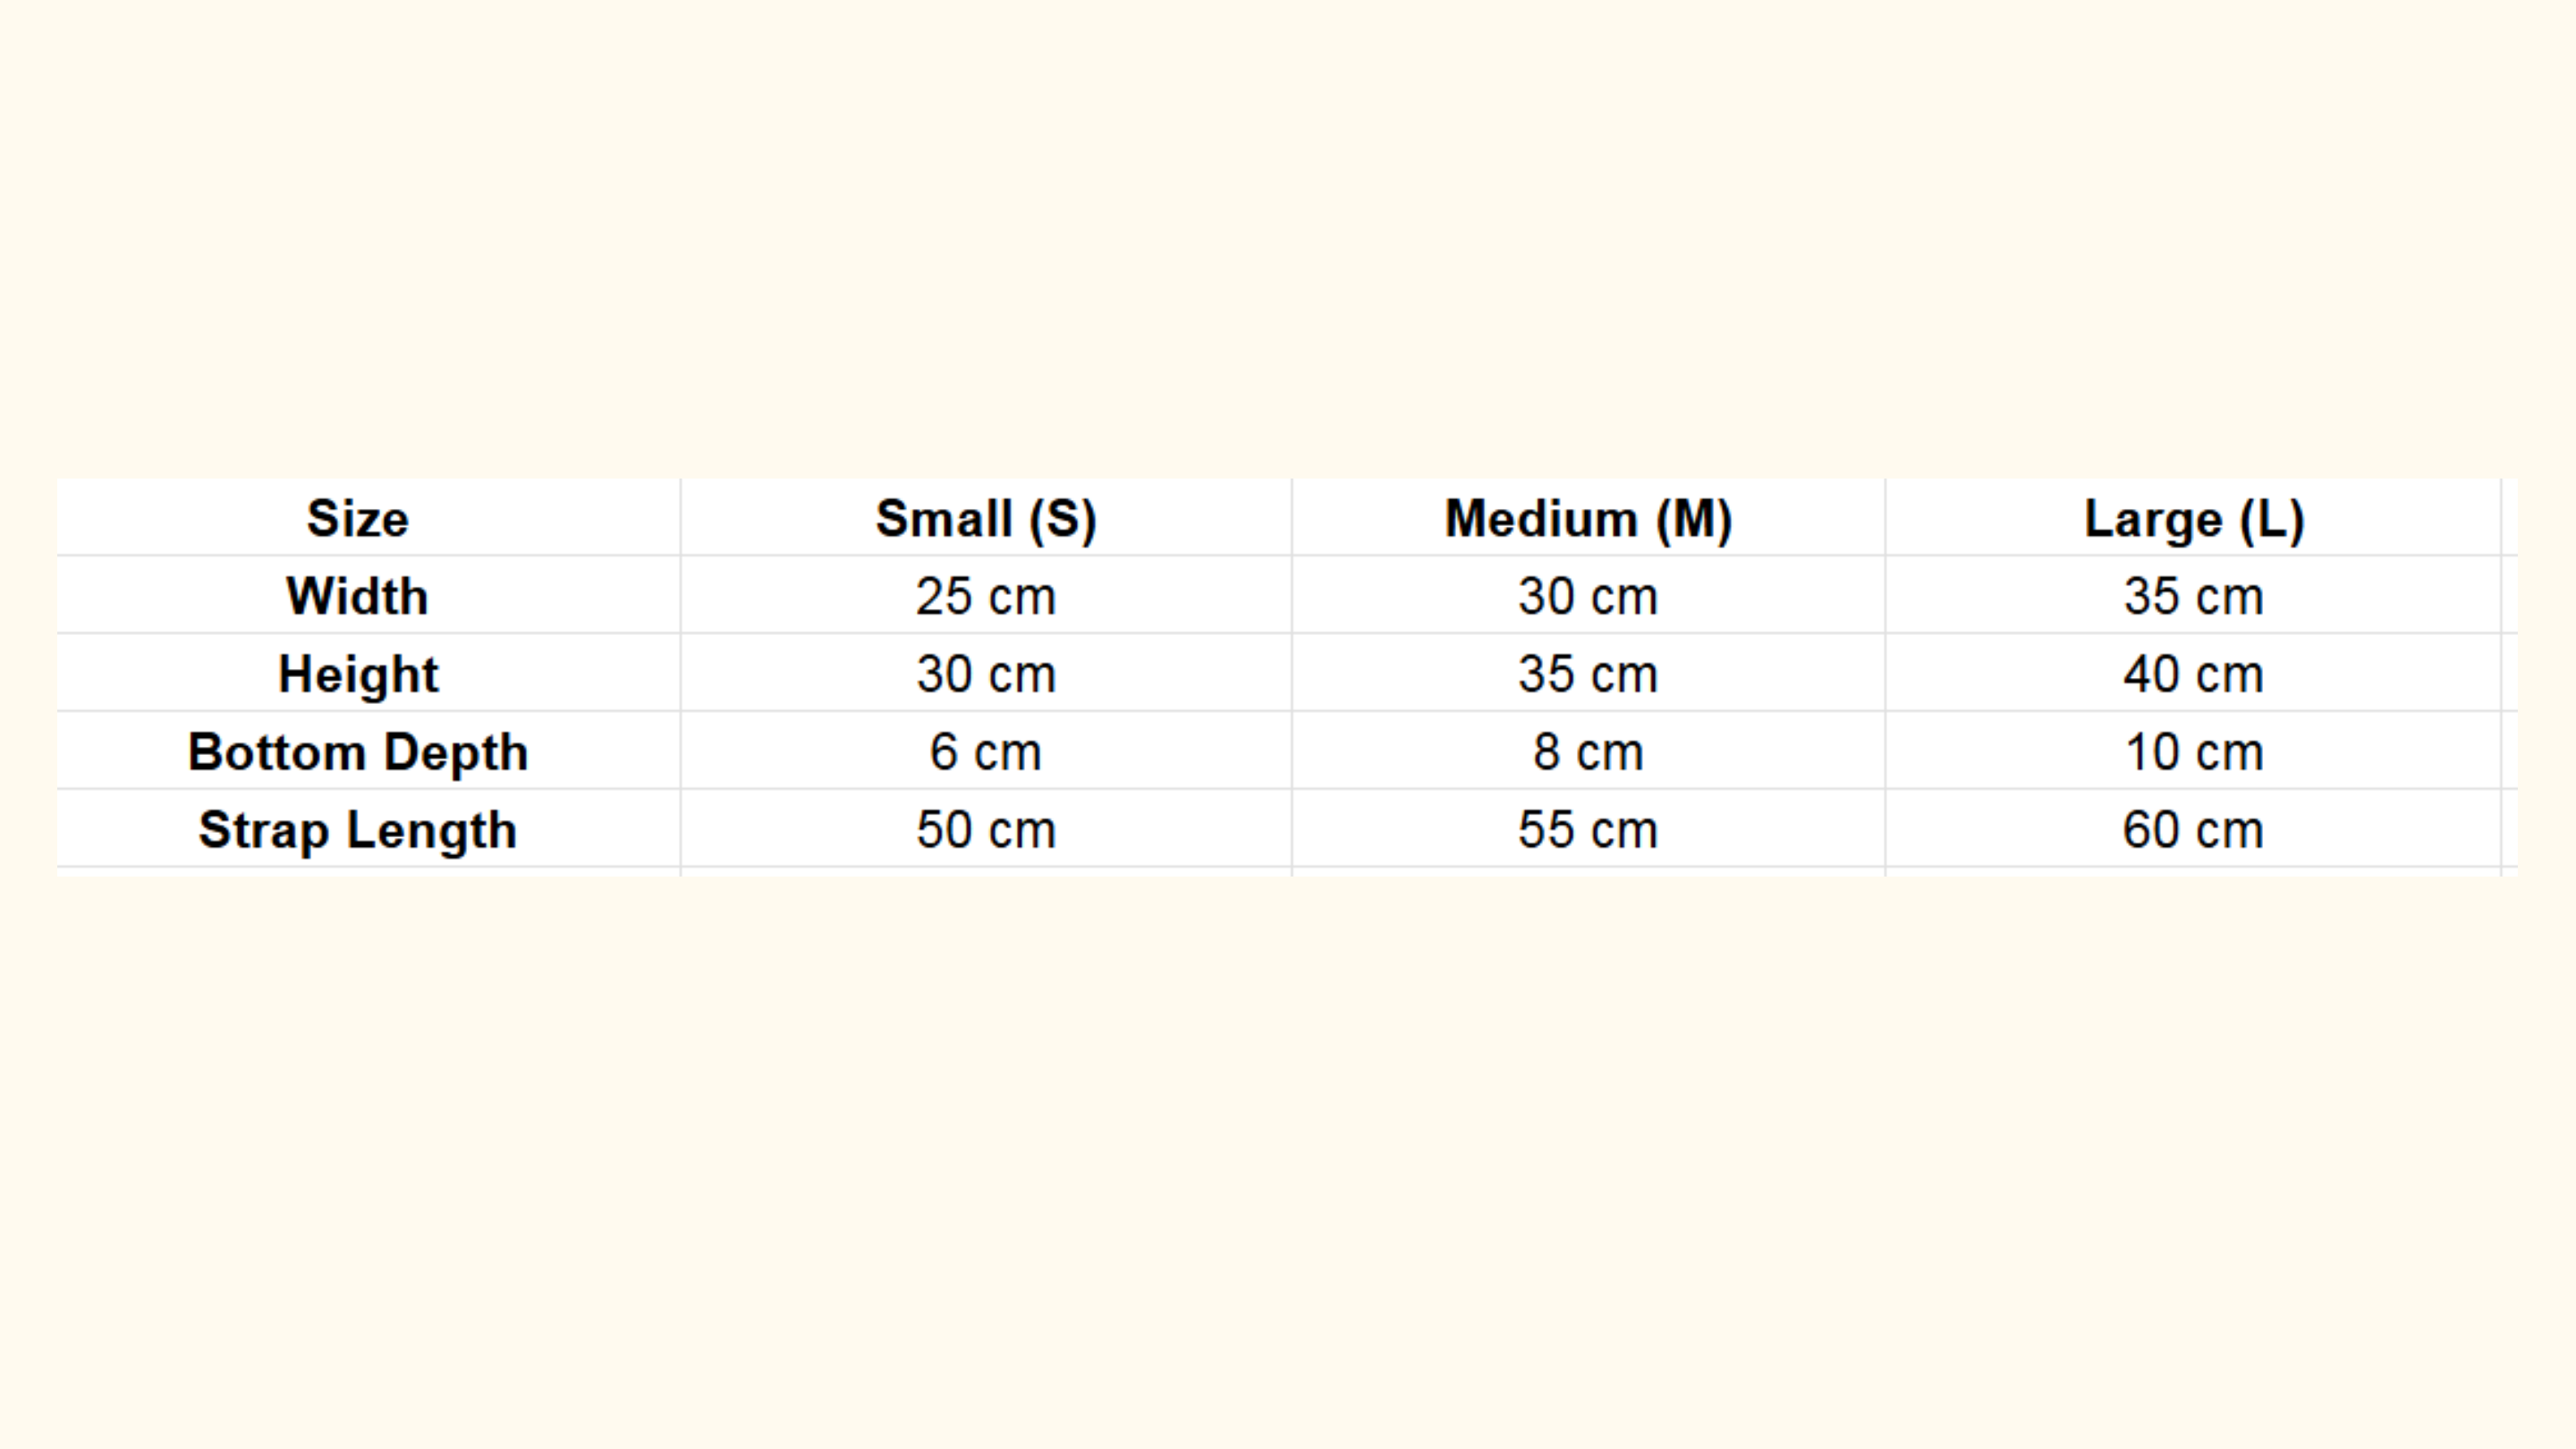 Size Small (S) Medium (M) Large (L)
Width 25 cm 30 cm 35 cm
Height 30 cm 35 cm 40 cm
Bottom Depth 6 cm 8 cm 10 cm
Strap Length 50 cm 55 cm 60 cm